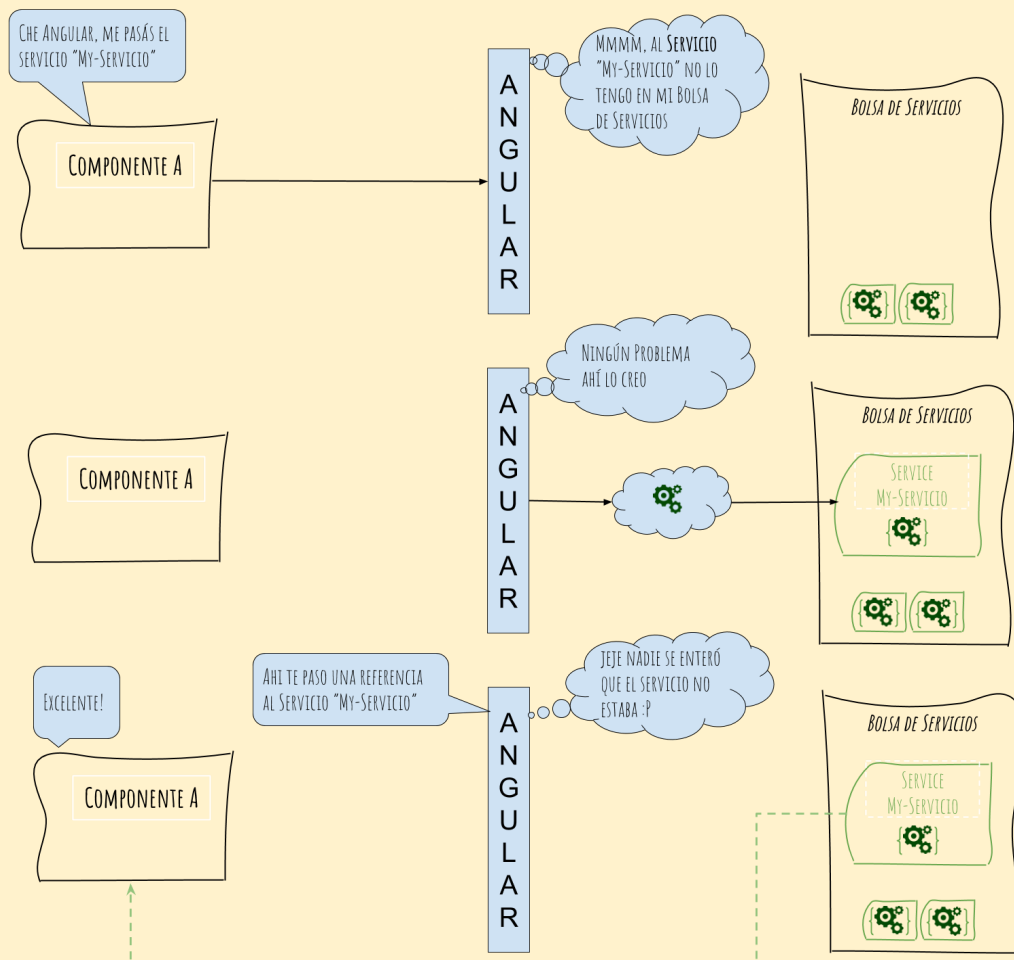 CHE ANGULAR, ME PASÁS EL
SERVICIO "MY-SERVICIO"
COMPONENTE A
A
N
G
U
L
A
R
MMMM, AL SERVICIO
"MY-SERVICIO" NO LO
TENGO EN MI BOLSA
DE SERVICIOS
BOLSA DE SERVICIOS
{ }
{ }
COMPONENTE A
A
N
G
U
L
A
R
NINGÚN PROBLEMA
AHÍ LO CREO
BOLSA DE SERVICIOS
SERVICE
MY-SERVICIO
{ }
{ }
{ }
EXCELENTE!
COMPONENTE A
AHI TE PASO UNA REFERENCIA
AL SERVICIO "MY-SERVICIO"
A
N
G
U
L
A
R
JEJE NADIE SE ENTERÓ
QUE EL SERVICIO NO
ESTABA :P
BOLSA DE SERVICIOS
SERVICE
MY-SERVICIO
{ }
{ }
{ }